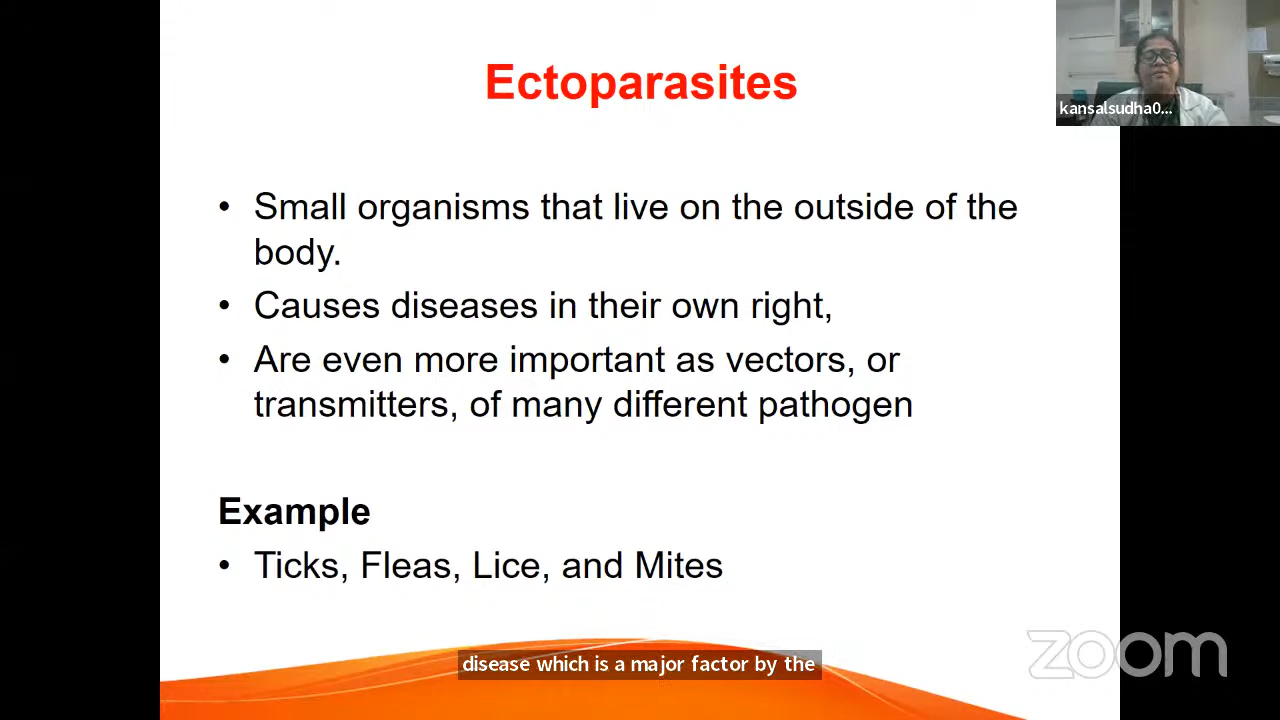 Ectoparasites
kansalsudha0...
• Small organisms that live on the outside of the
body.
• Causes diseases in their own right,
• Are even more important as vectors, or
transmitters, of many different pathogen
Example
• Ticks, Fleas, Lice, and Mites
disease which is a major factor by the
zoom